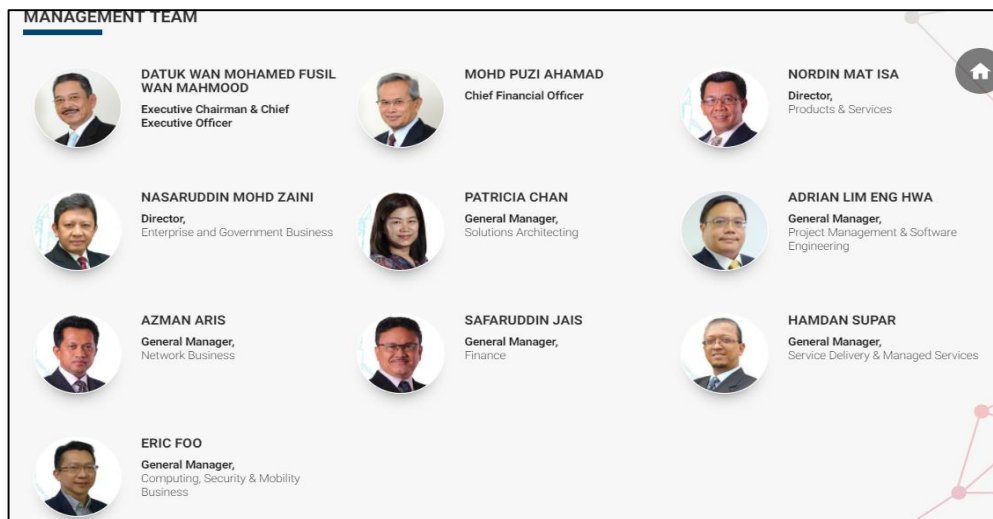 MANAGEMENT TEAM
DATUK WAN MOHAMED FUSIL
WAN MAHMOOD
Executive Chairman & Chief
Executive Officer
MOHD PUZI AHAMAD
Chief Financial Officer
NORDIN MAT ISA
Director,
Products & Services
NASARUDDIN MOHD ZAINI
Director,
Enterprise and Government Business
PATRICIA CHAN
General Manager,
Solutions Architecting
ADRIAN LIM ENG HWA
General Manager,
Project Management & Software
Engineering
AZMAN ARIS
General Manager,
Network Business
SAFARUDDIN JAIS
General Manager,
Finance
HAMDAN SUPAR
General Manager,
Service Delivery & Managed Services
ERIC FOO
General Manager,
Computing, Security & Mobility
Business